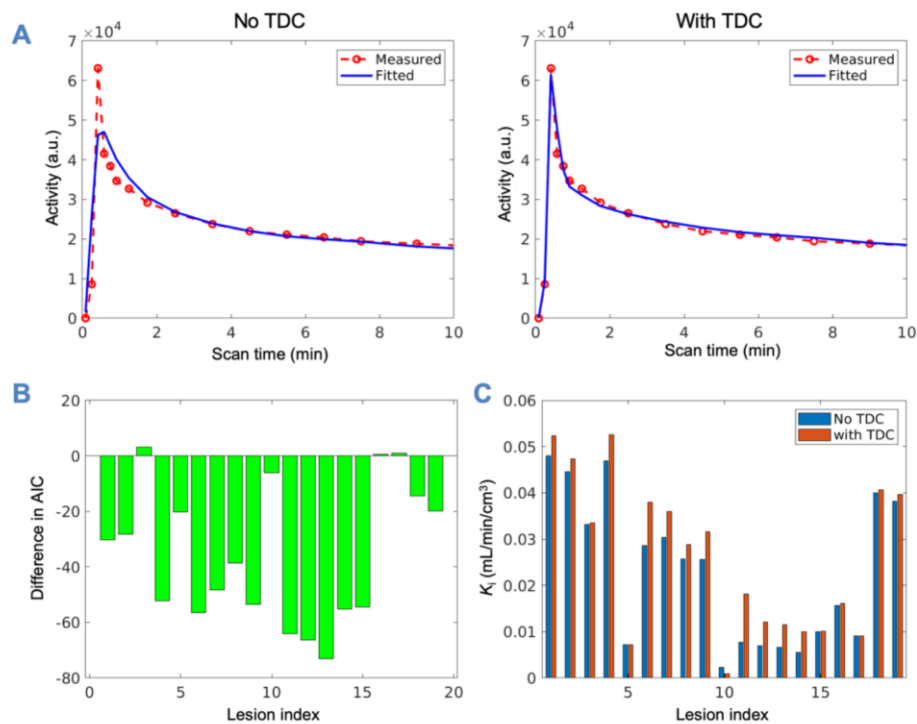 A
No TDC
×10⁴
7
6
5
4
3
2
1
0
Activity (a.u.)
Measured
Fitted
0 2 4 6 8 10
Scan time (min)
With TDC
×10⁴
7
6
5
4
3
2
1
0
Activity (a.u.)
Measured
Fitted
0 2 4 6 8 10
Scan time (min)
B
20
0
-20
-40
-60
-80
Difference in AIC
0 5 10 15 20
Lesion index
C
0.06
0.05
0.04
0.03
0.02
0.01
0
Kᵢ (mL/min/cm³)
No TDC
with TDC
5 10 15
Lesion index